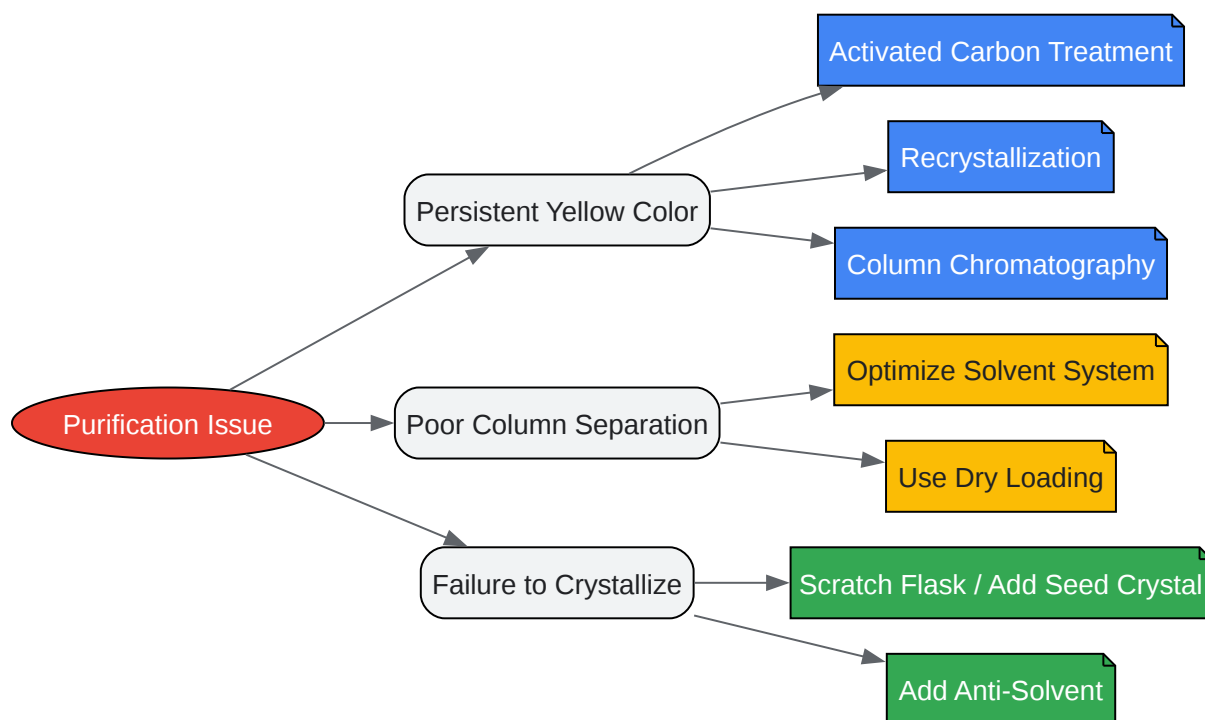 Purification Issue
Persistent Yellow Color
Activated Carbon Treatment
Recrystallization
Column Chromatography
Poor Column Separation
Optimize Solvent System
Use Dry Loading
Failure to Crystallize
Scratch Flask / Add Seed Crystal
Add Anti-Solvent